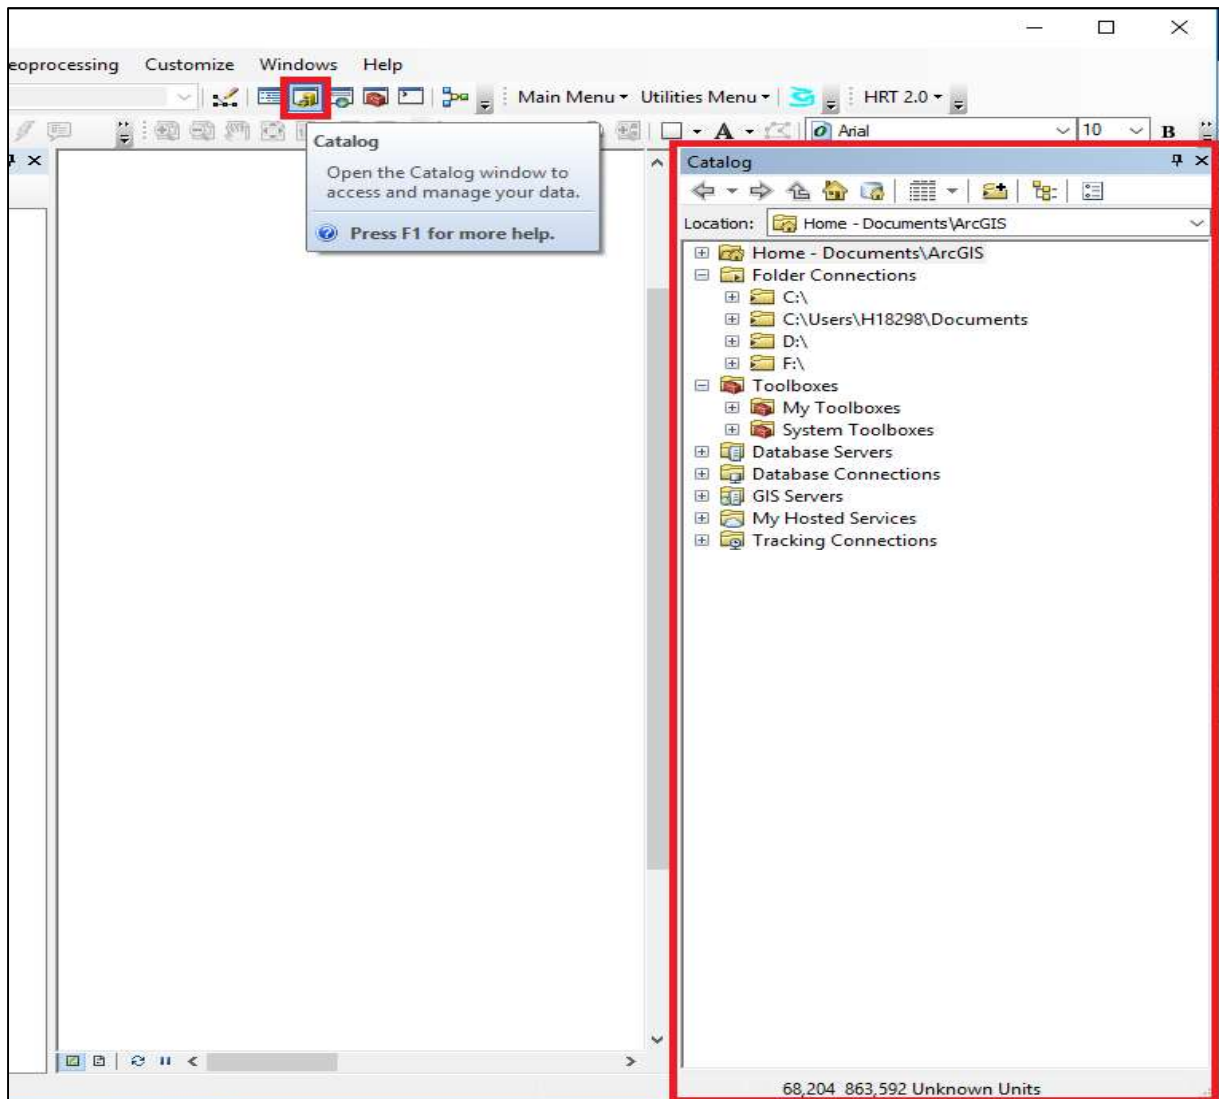 eoprocessing Customize Windows Help
Main Menu Utilities Menu HRT 2.0
Arial 10 B
A
Catalog
Open the Catalog window to
access and manage your data.
Press F1 for more help.
Catalog
Location: Home - Documents\ArcGIS
Home - Documents\ArcGIS
Folder Connections
C:\
C:\Users\H18298\Documents
D:\
F:\
Toolboxes
My Toolboxes
System Toolboxes
Database Servers
Database Connections
GIS Servers
My Hosted Services
Tracking Connections
68,204 863,592 Unknown Units